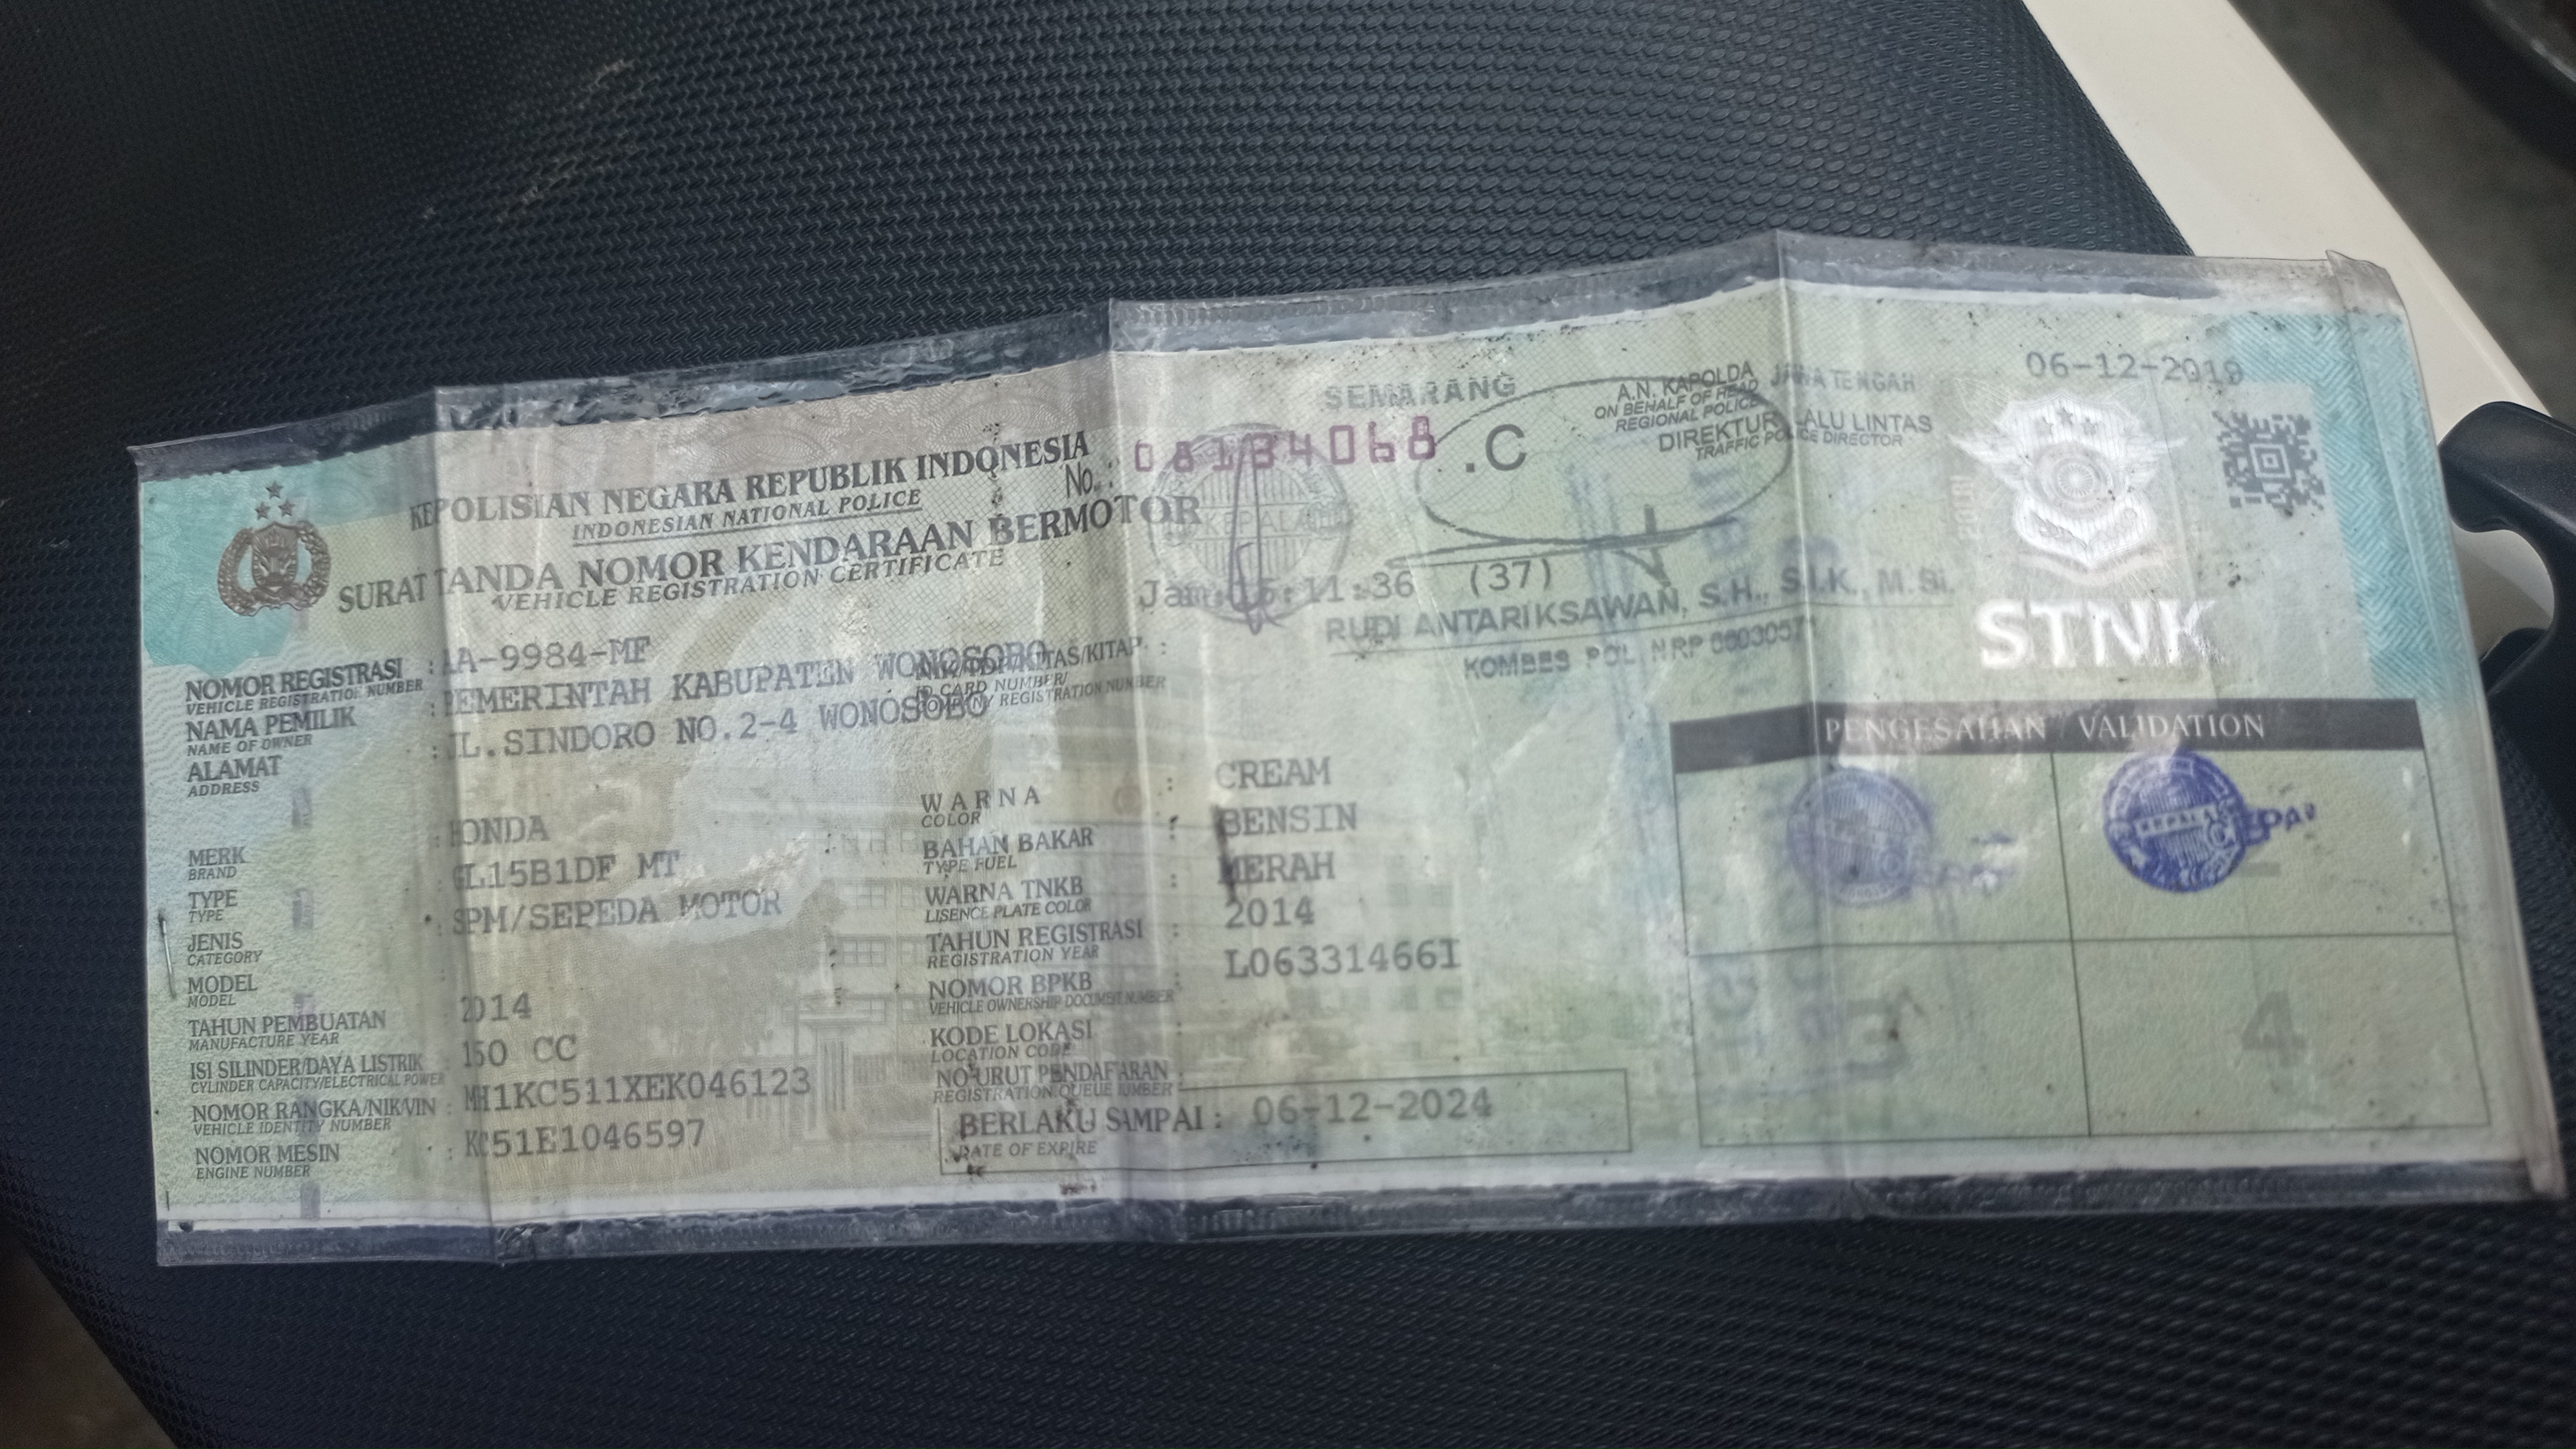 KEPOLISIAN NEGARA REPUBLIK INDONESIA
INDONESIAN NATIONAL POLICE
SURAT TANDA NOMOR KENDARAAN BERMOTOR
VEHICLE REGISTRATION CERTIFICATE
No. : 08134068 .C
NOMOR REGISTRASI : AA-9984-MF
VEHICLE REGISTRATION NUMBER
NAMA PEMILIK : PEMERINTAH KABUPATEN WONOSOBO
NAME OF OWNER
ALAMAT : JL.SINDORO NO.2-4 WONOSOBO
ADDRESS
MERK : HONDA
BRAND
TYPE : GL15B1DF MT
TYPE
JENIS : SPM/SEPEDA MOTOR
CATEGORY
MODEL
MODEL
TAHUN PEMBUATAN : 2014
MANUFACTURE YEAR
ISI SILINDER/DAYA LISTRIK : 150 CC
CYLINDER CAPACITY/ELECTRICAL POWER
NOMOR RANGKA/NIK/VIN : MH1KC511XEK046123
VEHICLE IDENTITY NUMBER
NOMOR MESIN : KC51E1046597
ENGINE NUMBER
ITAS/KITAP :
ID CARD NUMBER/
COMPANY REGISTRATION NUMBER
WARNA : CREAM
COLOR
BAHAN BAKAR : BENSIN
TYPE FUEL
WARNA TNKB : MERAH
LISENCE PLATE COLOR
TAHUN REGISTRASI : 2014
REGISTRATION YEAR
NOMOR BPKB : L06331466I
VEHICLE OWNERSHIP DOCUMENT NUMBER
KODE LOKASI
LOCATION CODE
NO URUT PENDAFARAN
REGISTRATION QUEUE NUMBER
BERLAKU SAMPAI : 06-12-2024
DATE OF EXPIRE
SEMARANG
06-12-2019
A.N. KAPOLDA JAWA TENGAH
ON BEHALF OF HEAD
REGIONAL POLICE
DIREKTUR LALU LINTAS
TRAFFIC POLICE DIRECTOR
KEPALA
11:36 (37)
RUDI ANTARIKSAWAN, S.H., S.I.K., M.Si.
KOMBES POL NRP
POLRI
STNK
PENGESAHAN / VALIDATION
KEPALA
3
4